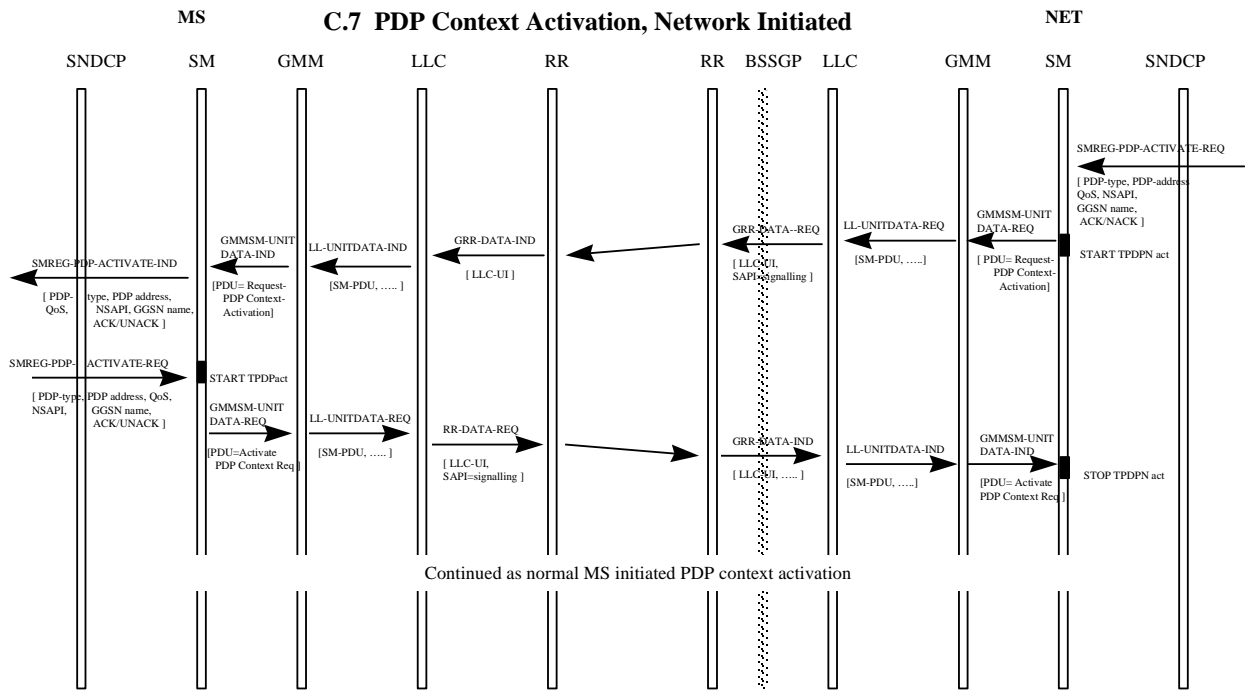 MS
C.7 PDP Context Activation, Network Initiated
NET
SNDCP SM GMM LLC RR RR BSSGP LLC GMM SM SNDCP
SMREG-PDP-ACTIVATE-REQ
[ PDP-type, PDP-address
QoS, NSAPI,
GGSN name,
ACK/NACK ]
GMMSM-UNIT
DATA-REQ
[ PDU= Request-
PDP Context-
Activation]
START TPDPN act
LL-UNITDATA-REQ
[SM-PDU, ….. ]
GRR-DATA--REQ
[ LLC-UI,
SAPI=signalling ]
GRR-DATA-IND
[ LLC-UI ]
LL-UNITDATA-IND
[SM-PDU, ….. ]
GMMSM-UNIT
DATA-IND
[PDU= Request-
PDP Context-
Activation]
SMREG-PDP-ACTIVATE-IND
[ PDP- type, PDP address,
QoS, NSAPI, GGSN name,
ACK/UNACK ]
SMREG-PDP- ACTIVATE-REQ
[ PDP-type, PDP address, QoS,
NSAPI, GGSN name,
ACK/UNACK ]
START TPDPact
GMMSM-UNIT
DATA-REQ
[PDU=Activate
PDP Context Req ]
LL-UNITDATA-REQ
[SM-PDU, ….. ]
RR-DATA-REQ
[ LLC-UI,
SAPI=signalling ]
GRR-DATA-IND
[ LLC-UI, ….. ]
LL-UNITDATA-IND
[SM-PDU, …..]
GMMSM-UNIT
DATA-IND
[PDU= Activate
PDP Context Req ]
STOP TPDPN act
Continued as normal MS initiated PDP context activation